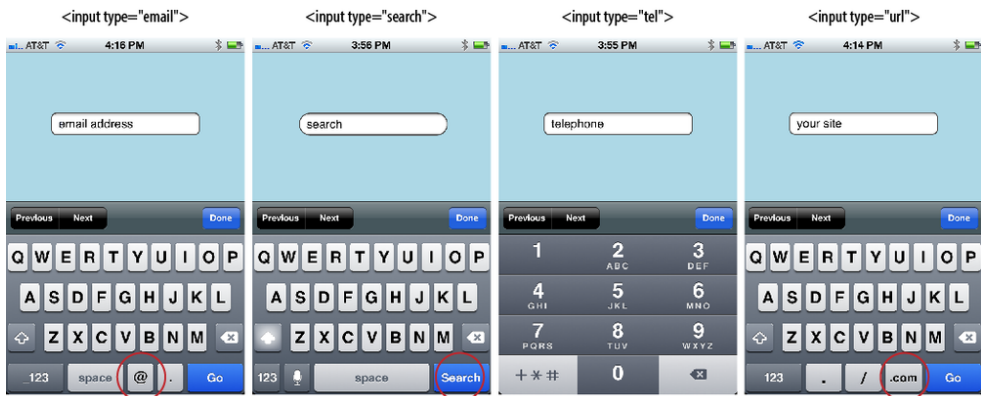 <input type="email">
AT&T 4:16 PM
email address
Previous Next Done
Q W E R T Y U I O P
A S D F G H J K L
Z X C V B N M
.123 space @ . Go
<input type="search">
AT&T 3:56 PM
search
Previous Next Done
Q W E R T Y U I O P
A S D F G H J K L
Z X C V B N M
123 space Search
<input type="tel">
... AT&T 3:55 PM
telephone
Previous Next Done
1 2 3
ABC DEF
4 5 6
GHI JKL MNO
7 8 9
PQRS TUV WXYZ
+*# 0
<input type="url">
... AT&T 4:14 PM
your site
Previous Next Done
Q W E R T Y U I O P
A S D F G H J K L
Z X C V B N M
123 . / .com Go